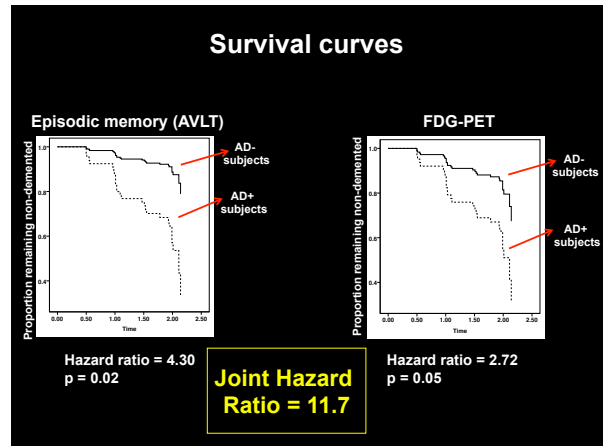 Survival curves
Episodic memory (AVLT)
Proportion remaining non-demented
1.0
0.8
0.6
0.4
0.00 0.50 1.00 1.50 2.00 2.50
Time
AD-
subjects
AD+
subjects
Hazard ratio = 4.30
p = 0.02
FDG-PET
Proportion remaining non-demented
1.0
0.8
0.6
0.4
0.00 0.50 1.00 1.50 2.00 2.50
Time
AD-
subjects
AD+
subjects
Hazard ratio = 2.72
p = 0.05
Joint Hazard
Ratio = 11.7